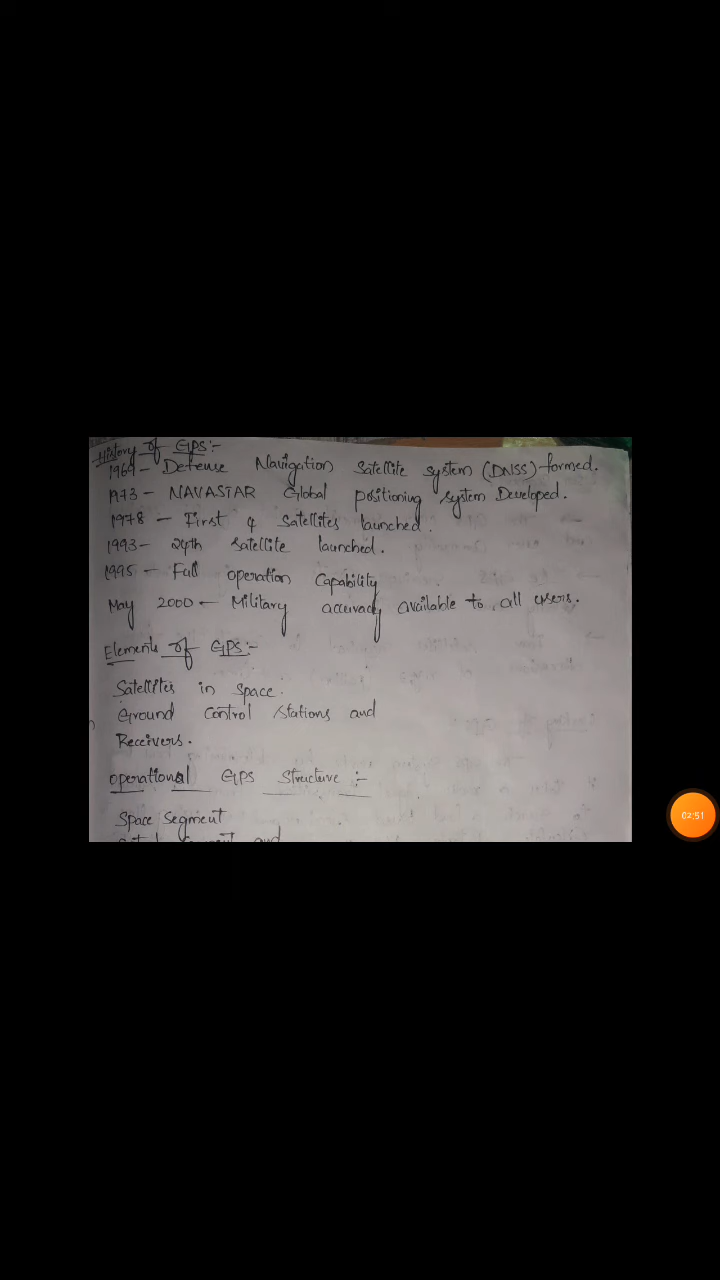 History of GPS:-
1969 - Defense Navigation Satellite system (DNSS) formed.
1973 - NAVASTAR Global positioning system Developed.
1978 - First 4 Satellites launched.
1993 - 24th satellite launched.
1995 - Full operation Capability
May 2000 - Military accuracy available to all users.
Elements of GPS:-
Satellites in space.
Ground control stations and
Receivers.
operational GPS Structure :-
Space Segment
and
02:51